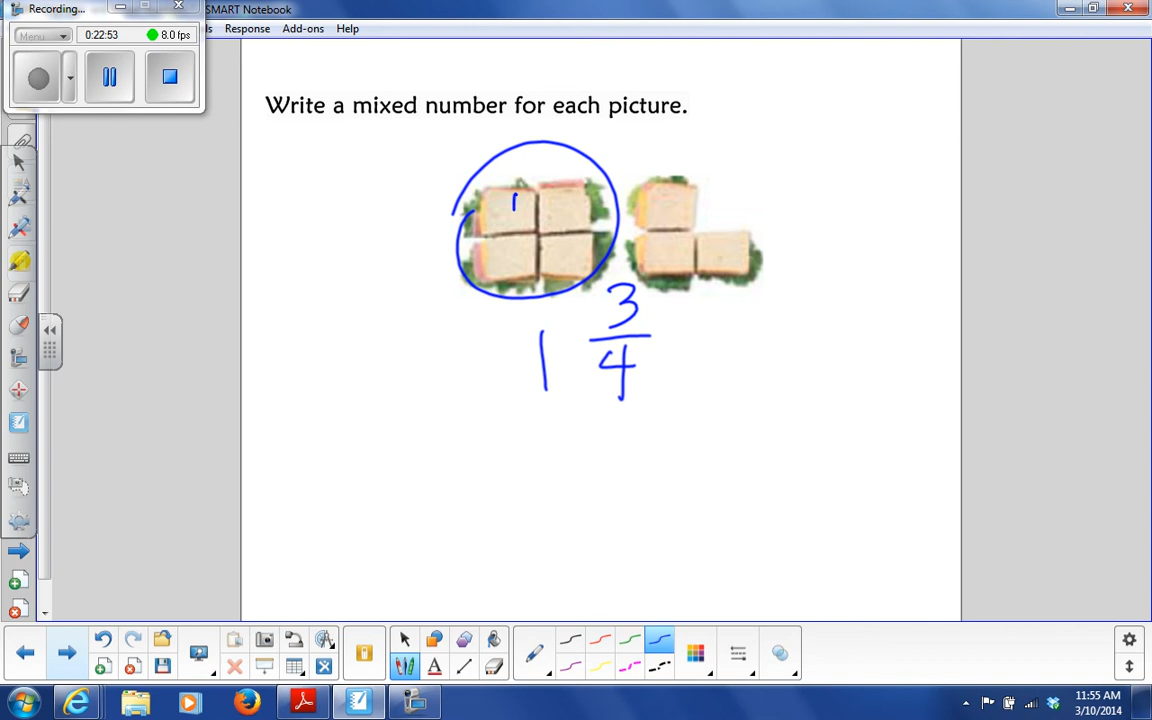 Recording...
SMART Notebook
Menu
0:22:53
8.0 fps
Response Add-ons Help
Write a mixed number for each picture.
1
1 3/4
A
11:55 AM
3/10/2014